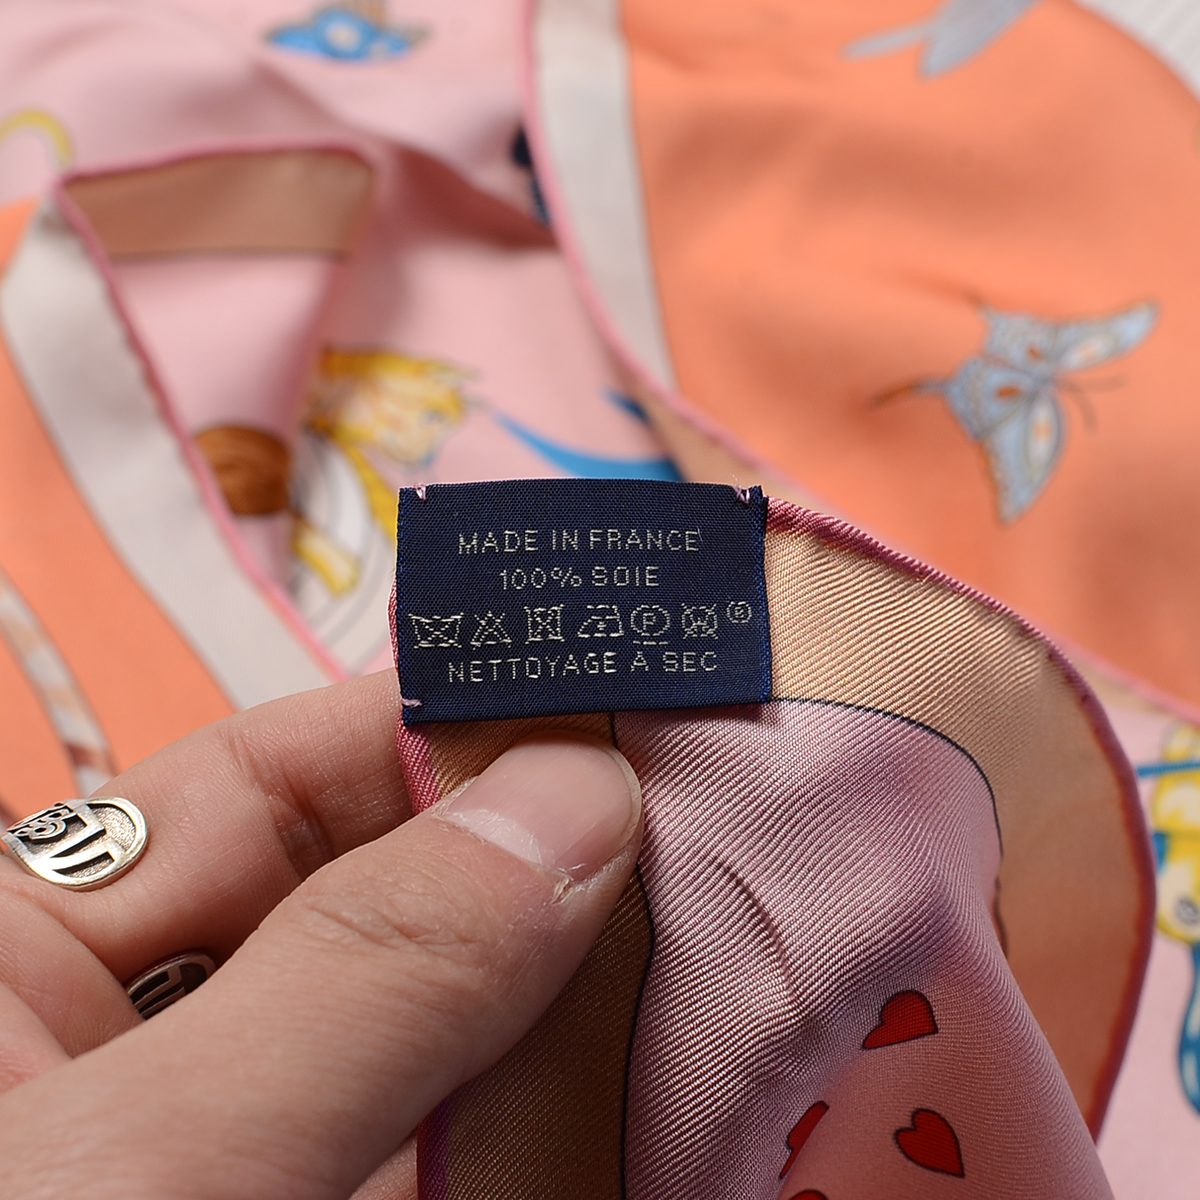 MADE IN FRANCE
100% SOIE
P ®
NETTOYAGE À SEC